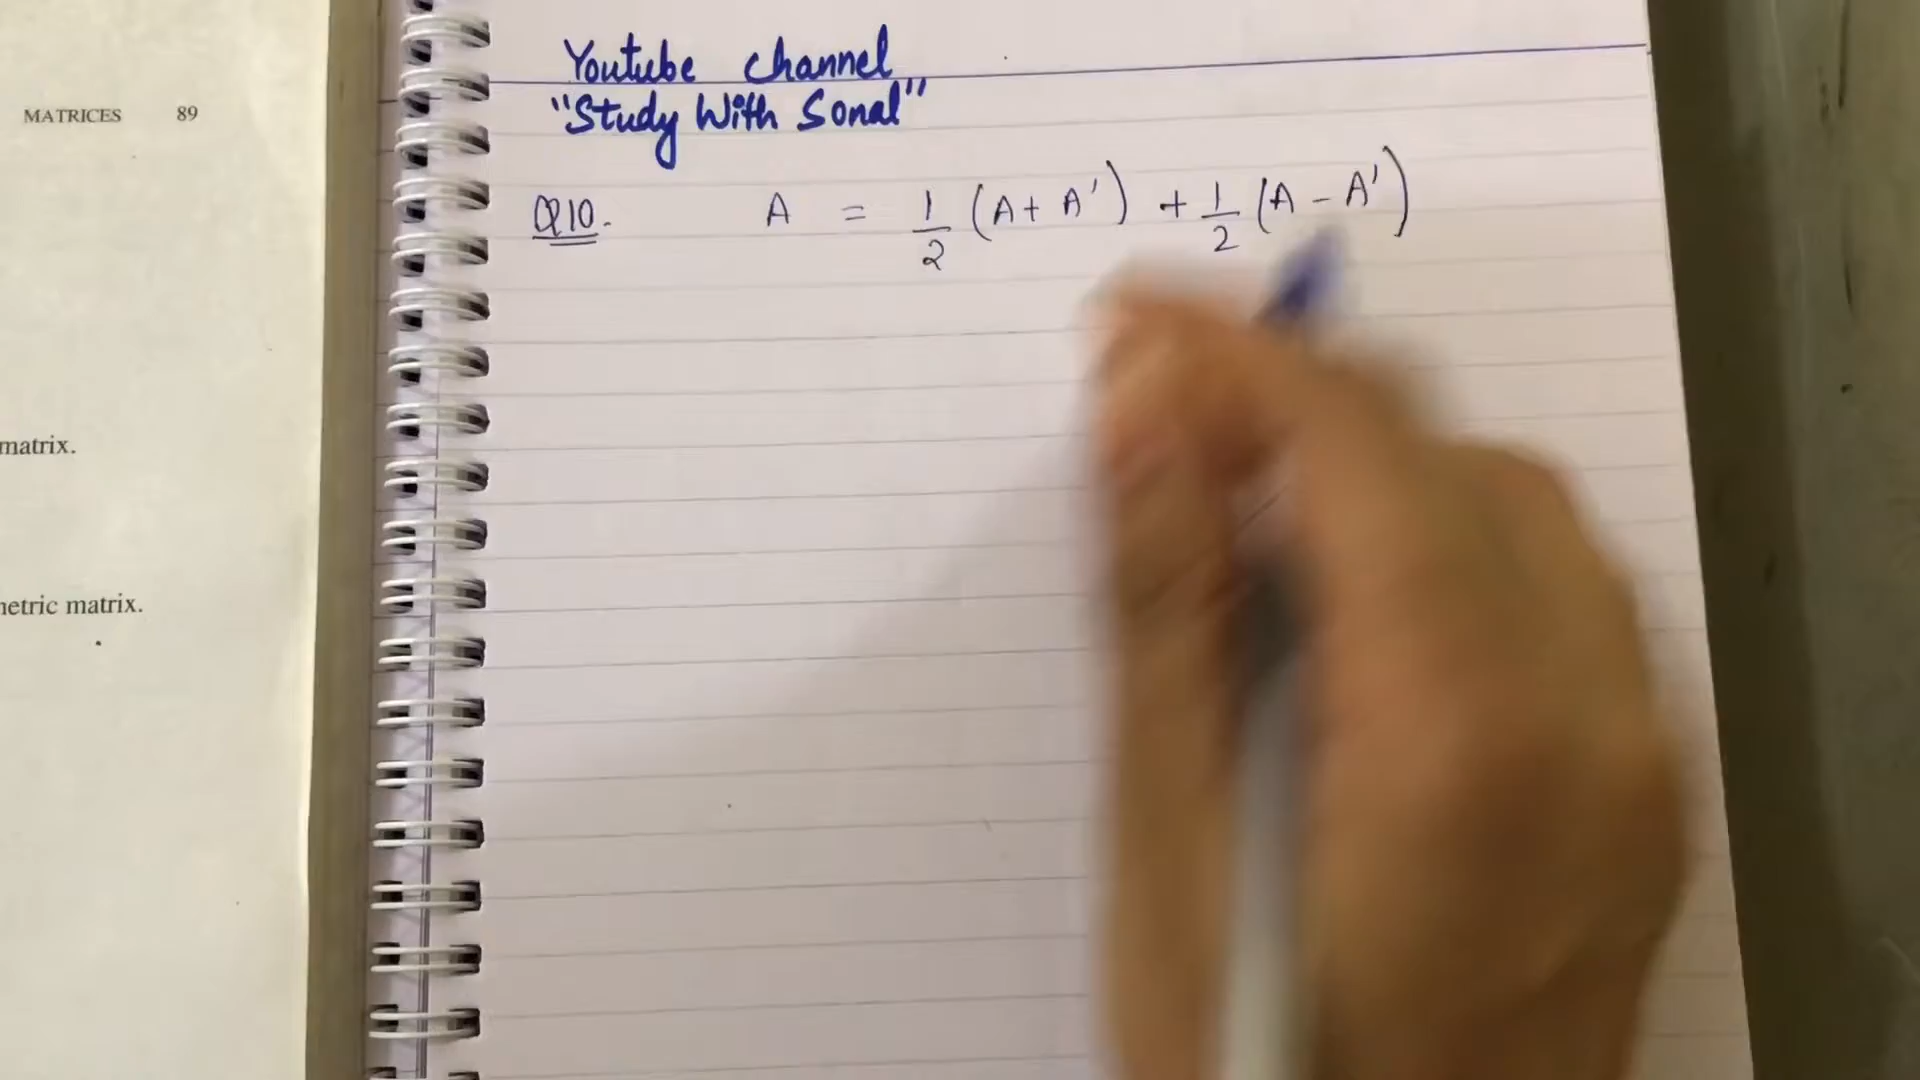 MATRICES 89
matrix.
metric matrix.
Youtube channel
"Study With Sonal"
Q10. A = 1/2 (A + A') + 1/2 (A - A')